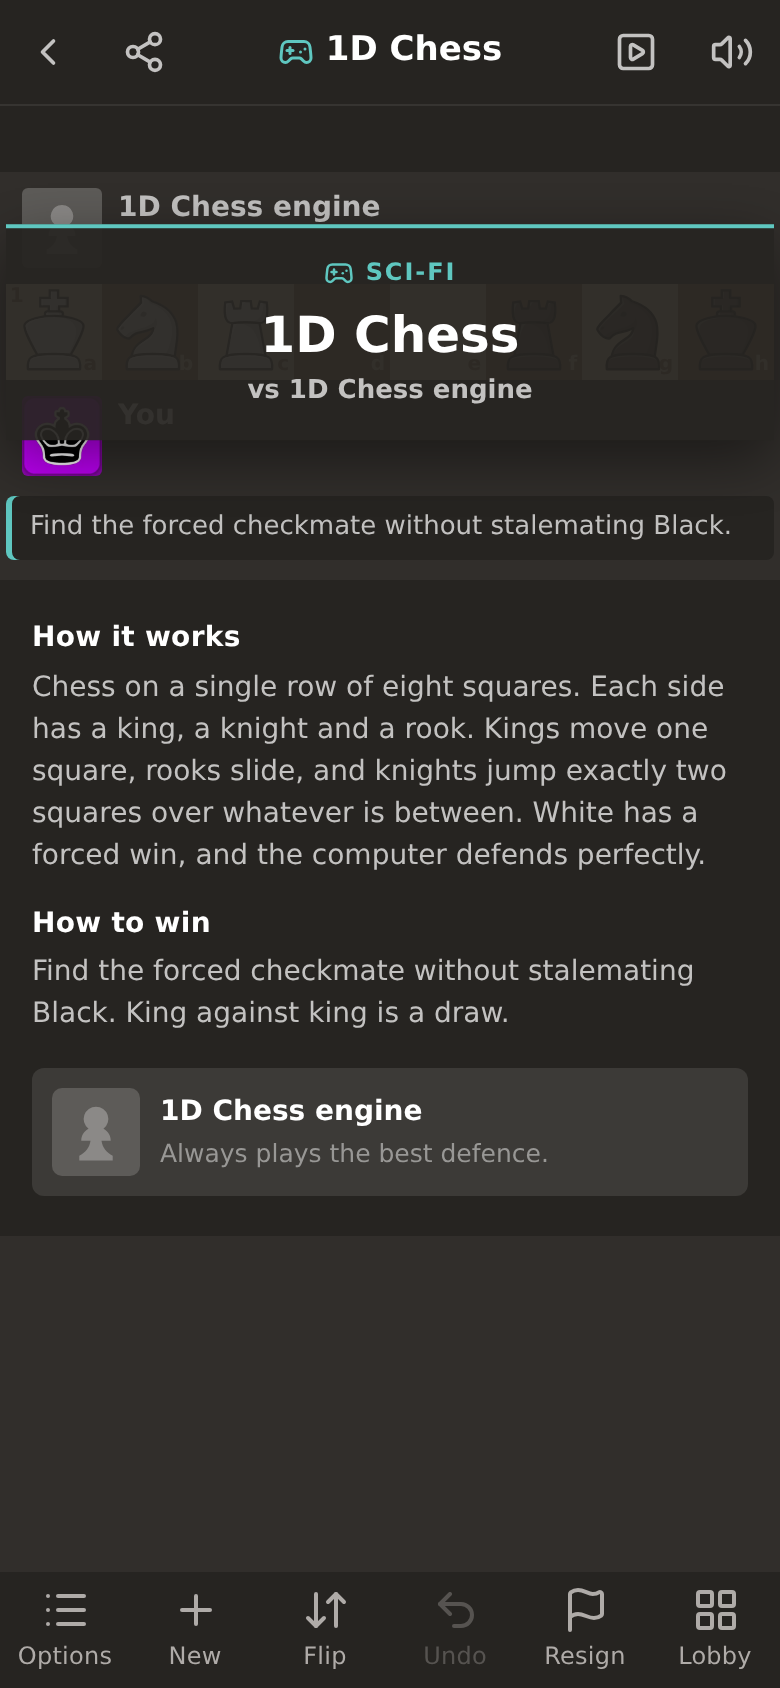 1D Chess
1D Chess engine
SCI-FI
1D Chess
1
a b c d e f g h
vs 1D Chess engine
You
Find the forced checkmate without stalemating Black.
How it works
Chess on a single row of eight squares. Each side
has a king, a knight and a rook. Kings move one
square, rooks slide, and knights jump exactly two
squares over whatever is between. White has a
forced win, and the computer defends perfectly.
How to win
Find the forced checkmate without stalemating
Black. King against king is a draw.
1D Chess engine
Always plays the best defence.
Options New Flip Undo Resign Lobby